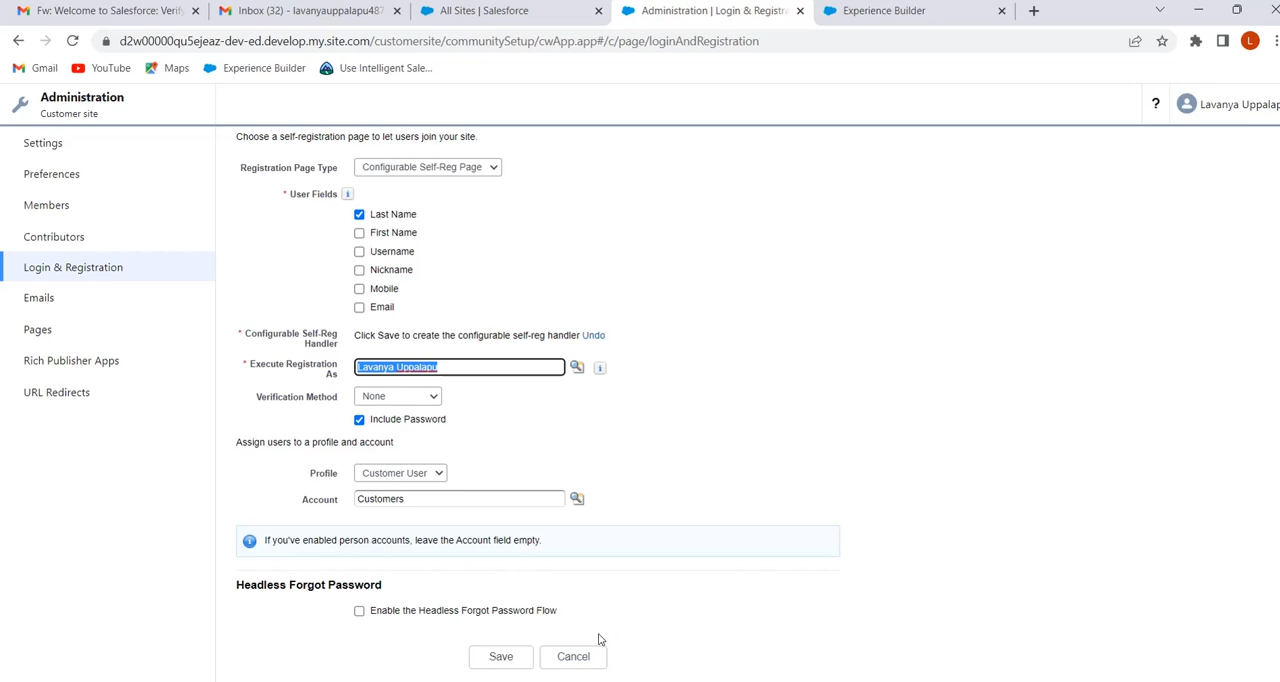 Fw: Welcome to Salesforce: Verify
Inbox (32) - lavanyauppalapu487
All Sites | Salesforce
Administration | Login & Registra
Experience Builder
d2w00000qu5ejeaz-dev-ed.develop.my.site.com/customersite/communitySetup/cwApp.app#/c/page/loginAndRegistration
L
Gmail
YouTube
Maps
Experience Builder
Use Intelligent Sale...
Administration
Customer site
?
Lavanya Uppalap
Settings
Preferences
Members
Contributors
Login & Registration
Emails
Pages
Rich Publisher Apps
URL Redirects
Choose a self-registration page to let users join your site.
Registration Page Type
Configurable Self-Reg Page
* User Fields
i
Last Name
First Name
Username
Nickname
Mobile
Email
* Configurable Self-Reg
Handler
Click Save to create the configurable self-reg handler Undo
* Execute Registration
As
Lavanya Uppalapu
i
Verification Method
None
Include Password
Assign users to a profile and account
Profile
Customer User
Account
Customers
If you've enabled person accounts, leave the Account field empty.
Headless Forgot Password
Enable the Headless Forgot Password Flow
Save
Cancel